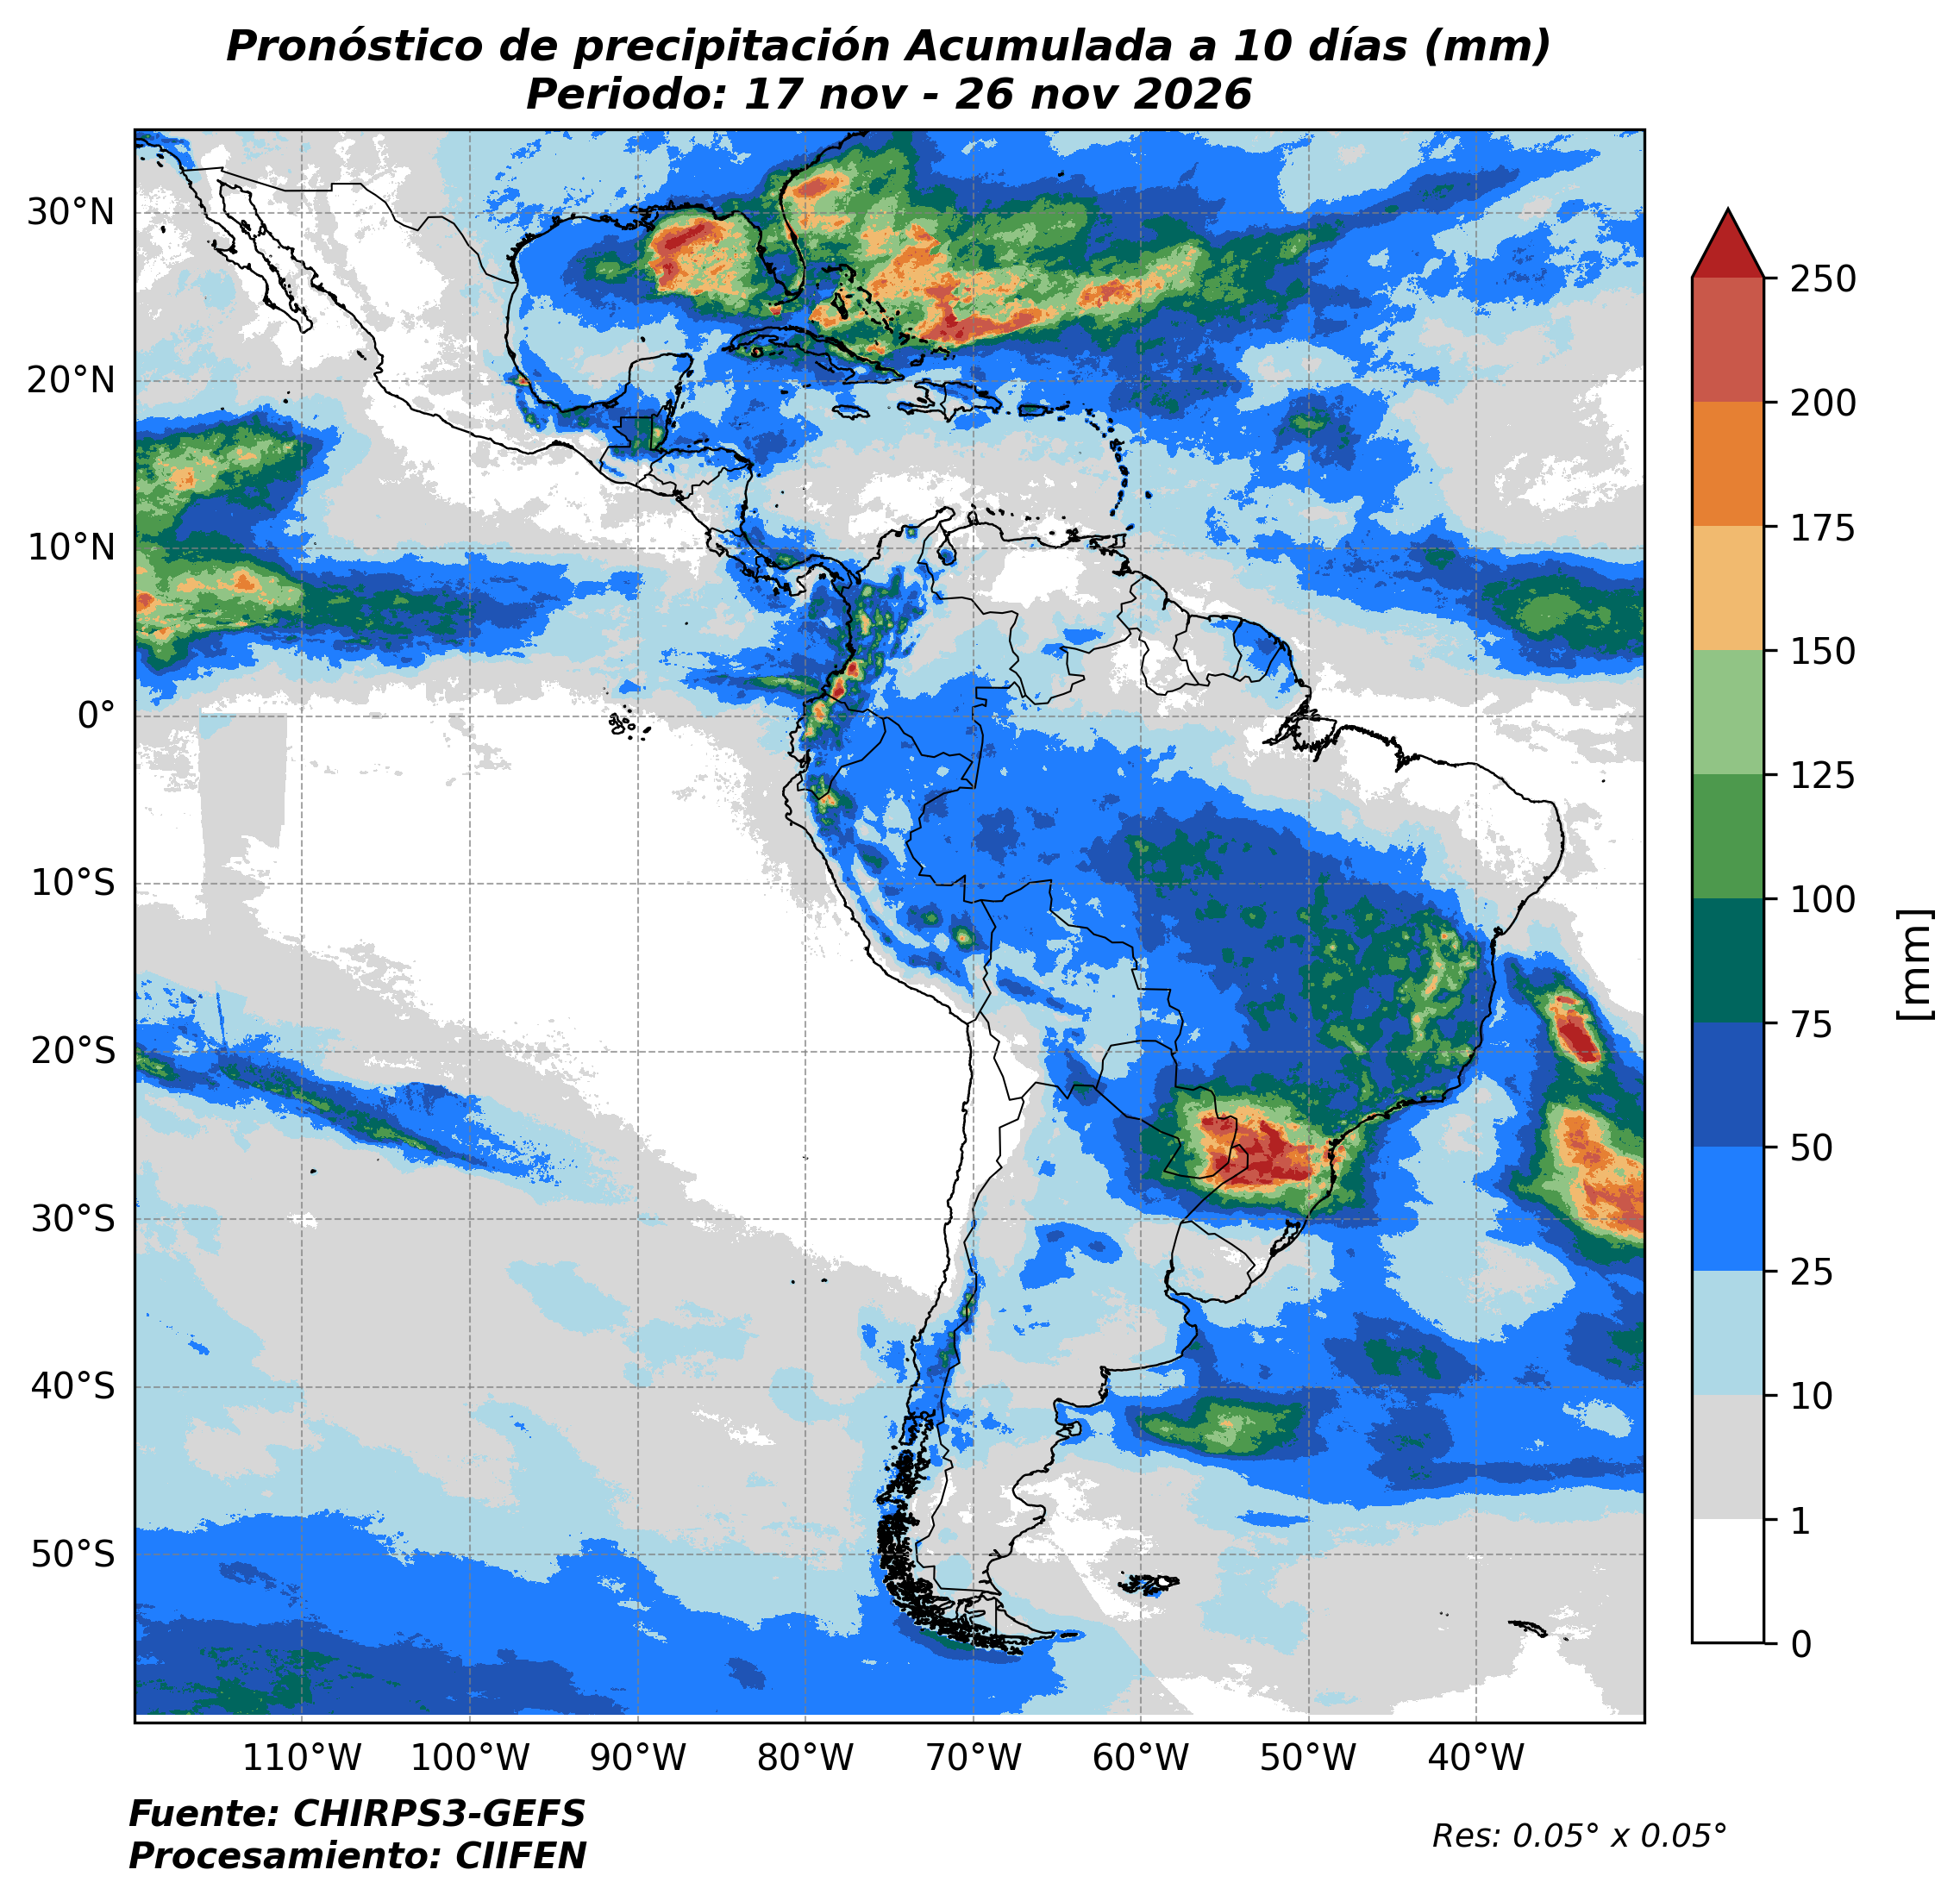 Pronóstico de precipitación Acumulada a 10 días (mm)
Periodo: 17 nov - 26 nov 2026
30°N
20°N
10°N
0°
10°S
20°S
30°S
40°S
50°S
110°W 100°W 90°W 80°W 70°W 60°W 50°W 40°W
250
200
175
150
125
100
75
50
25
10
1
0
[mm]
Fuente: CHIRPS3-GEFS
Procesamiento: CIIFEN
Res: 0.05° x 0.05°